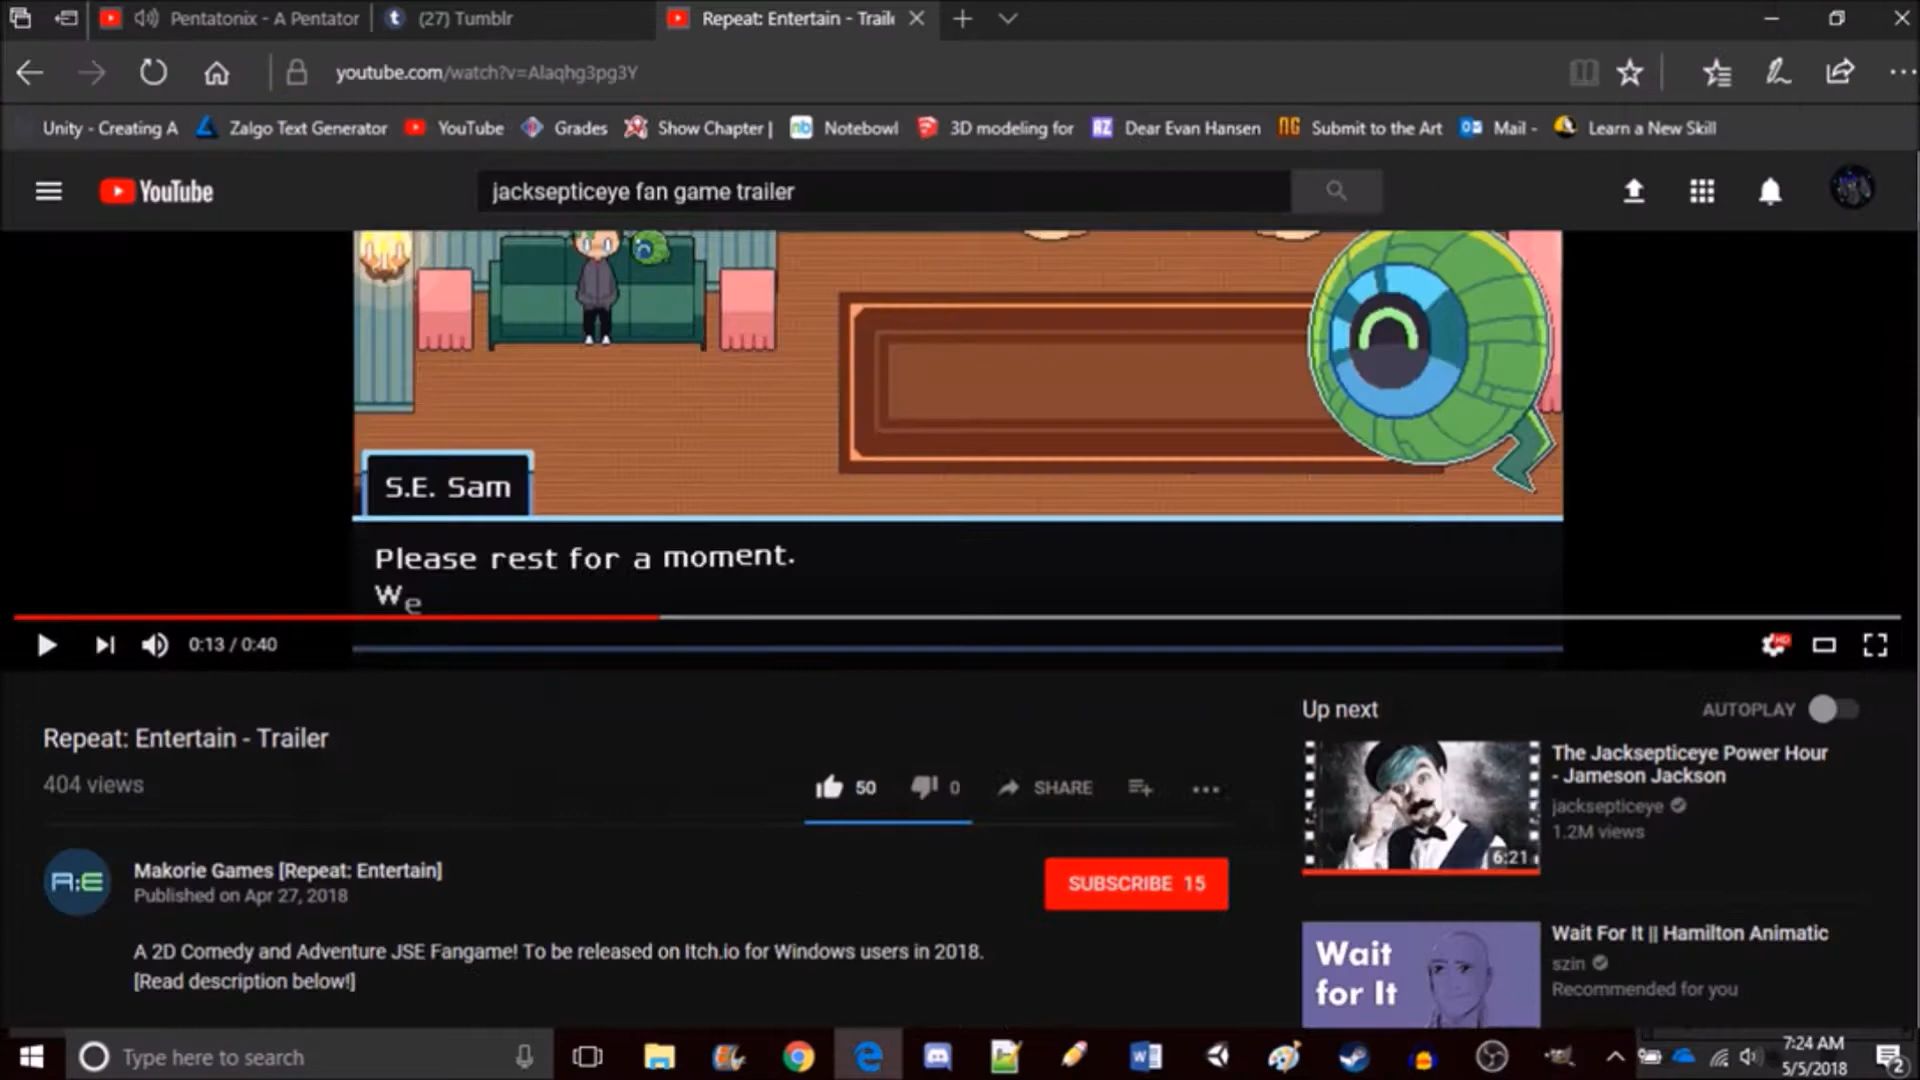 Pentatonix - A Pentator
(27) Tumblr
Repeat: Entertain - Trail
youtube.com/watch?v=Alaqhg3pg3Y
Unity - Creating A
Zalgo Text Generator
YouTube
Grades
Show Chapter |
nb
Notebowl
3D modeling for
AZ
Dear Evan Hansen
NG
Submit to the Art
Mail -
Learn a New Skill
YouTube
jacksepticeye fan game trailer
S.E. Sam
Please rest for a moment.
We
0:13 / 0:40
HD
Repeat: Entertain - Trailer
404 views
50
0
SHARE
Up next
AUTOPLAY
The Jacksepticeye Power Hour
- Jameson Jackson
jacksepticeye
1.2M views
6:21
R:E
Makorie Games [Repeat: Entertain]
Published on Apr 27, 2018
SUBSCRIBE 15
A 2D Comedy and Adventure JSE Fangame! To be released on Itch.io for Windows users in 2018.
[Read description below!]
Wait
for It
Wait For It || Hamilton Animatic
szin
Recommended for you
Type here to search
7:24 AM
5/5/2018
2